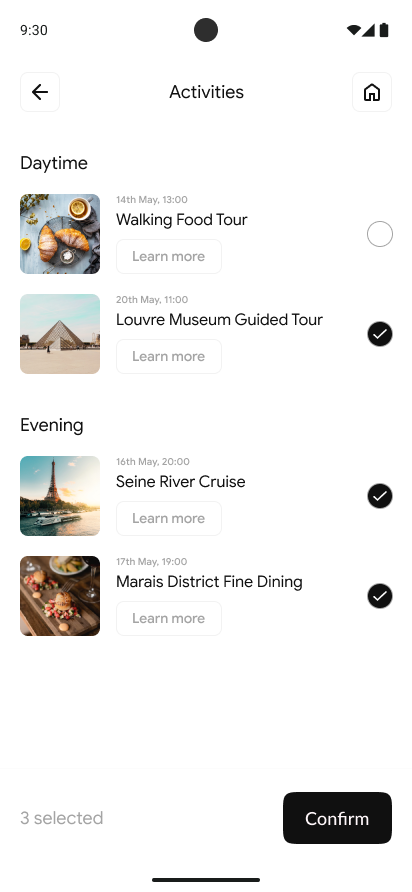 9:30
Activities
Daytime
14th May, 13:00
Walking Food Tour
Learn more
20th May, 11:00
Louvre Museum Guided Tour
Learn more
Evening
16th May, 20:00
Seine River Cruise
Learn more
17th May, 19:00
Marais District Fine Dining
Learn more
3 selected
Confirm